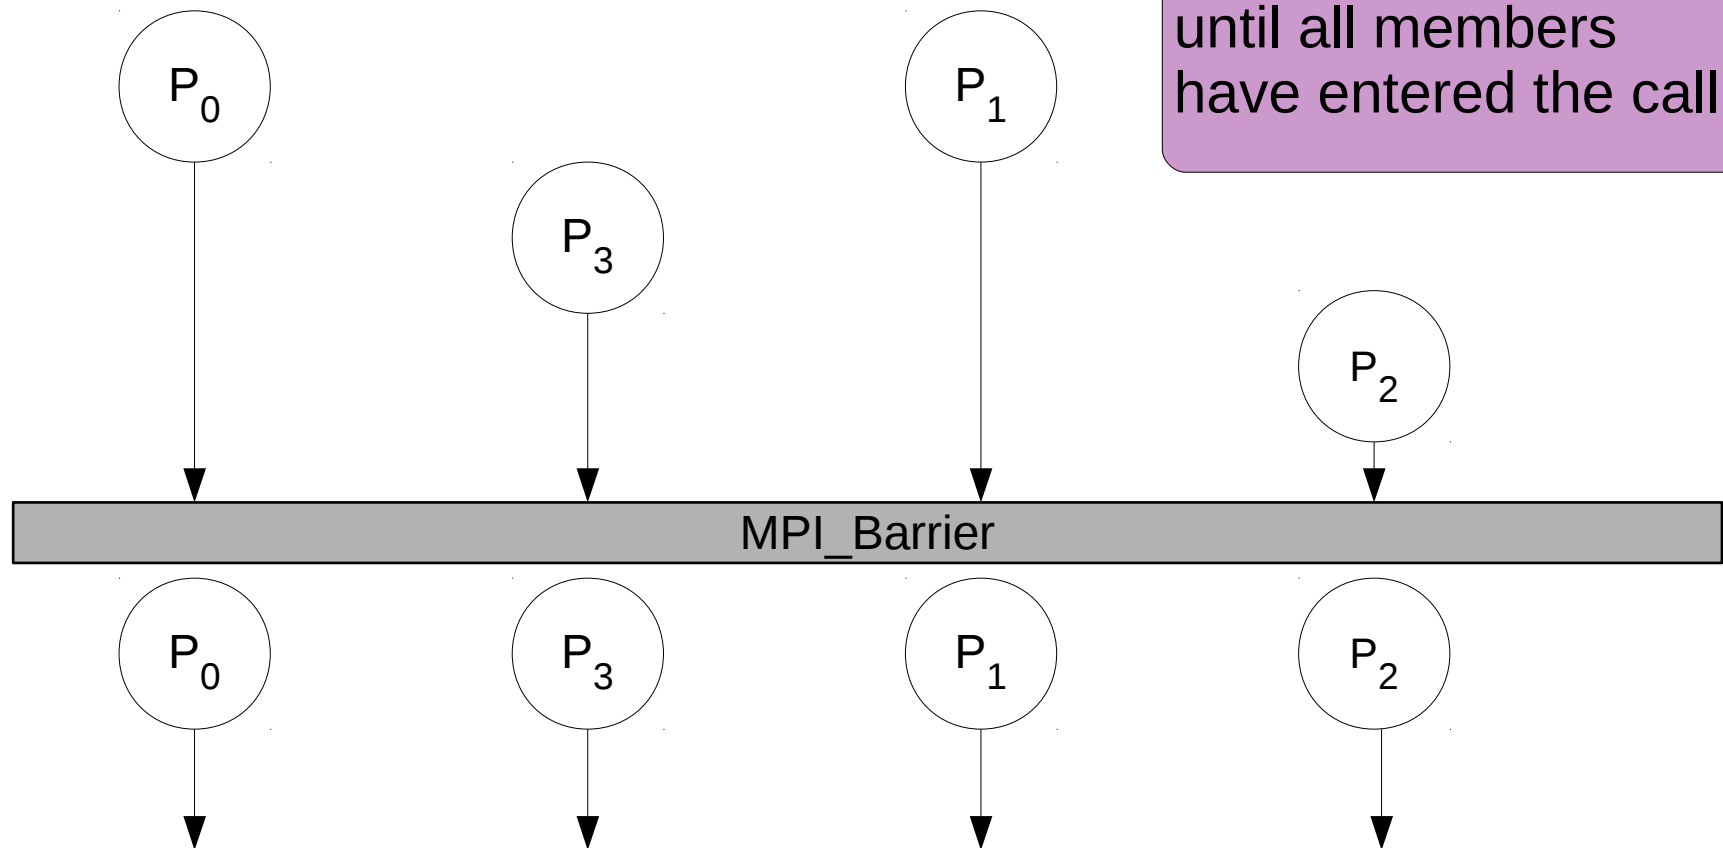 until all members
have entered the call
P0
P1
P3
P2
MPI_Barrier
P0 P3 P1 P2